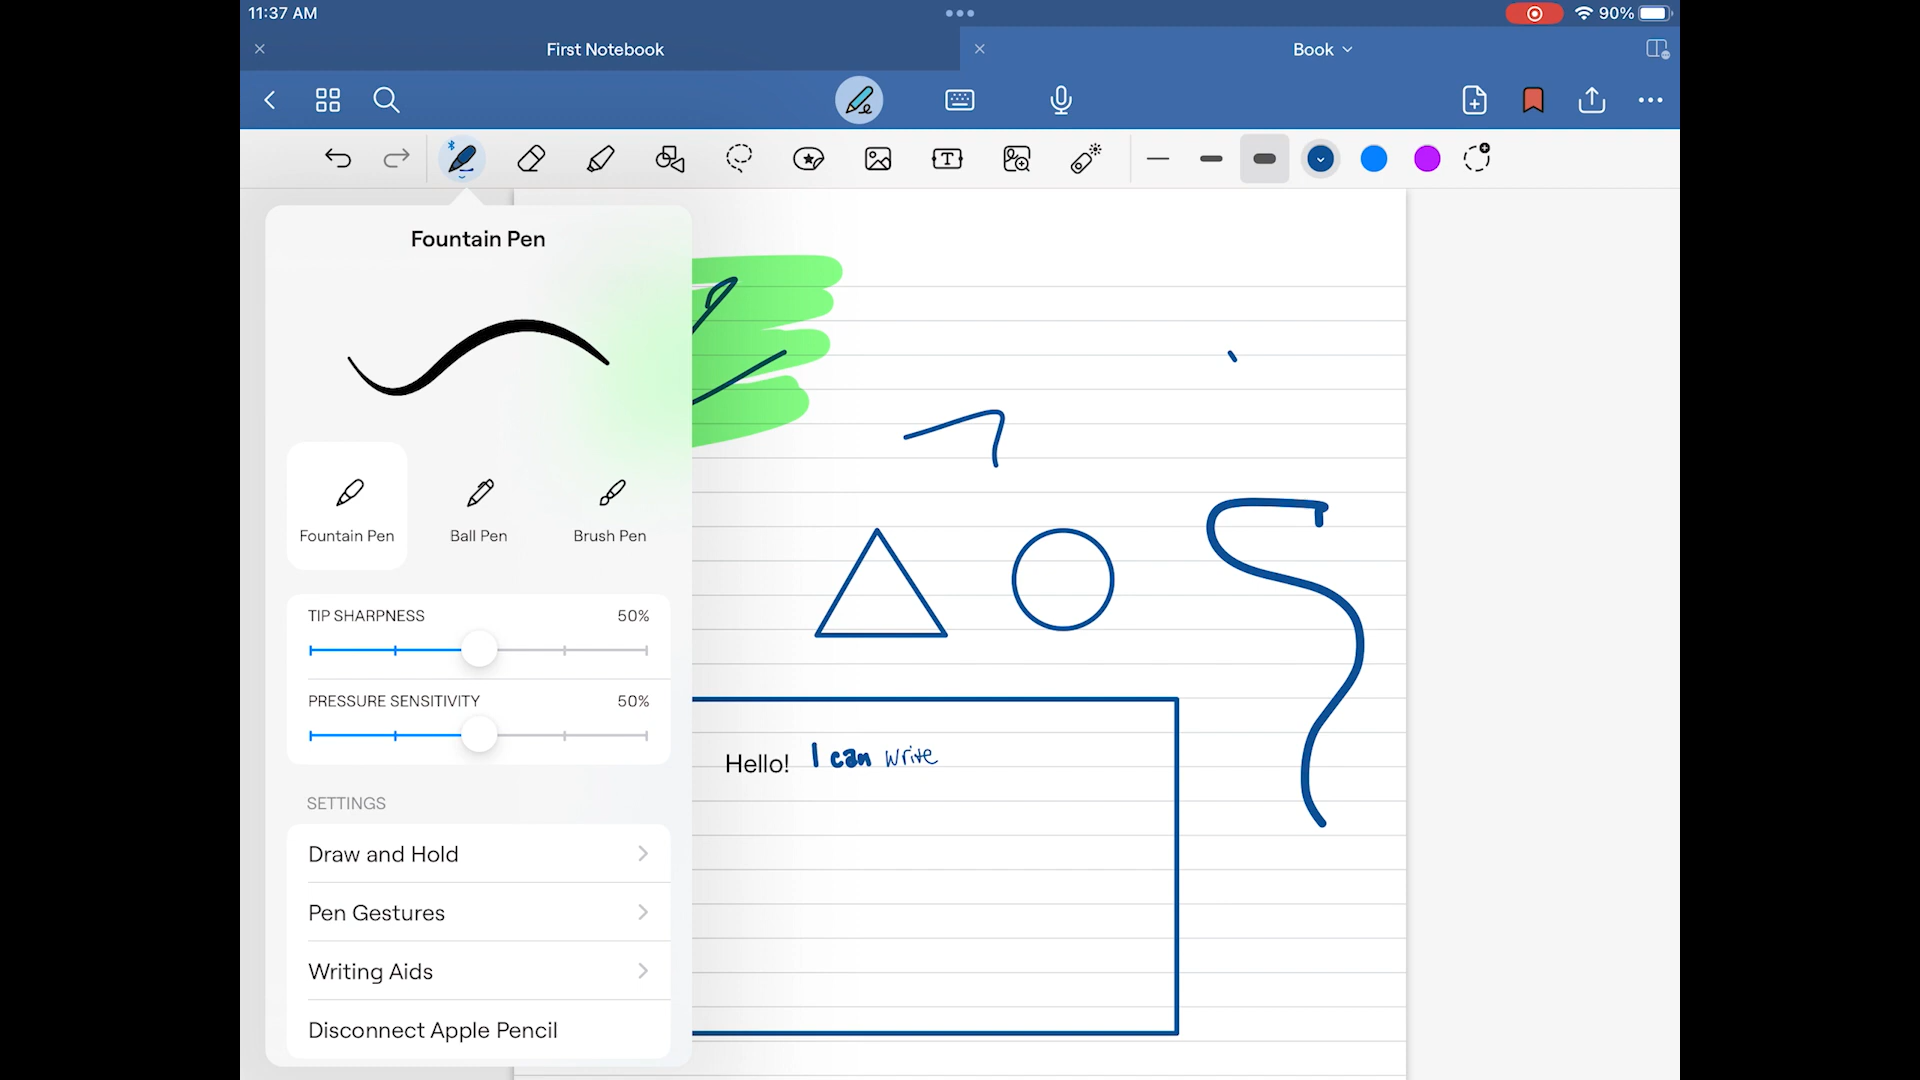 11:37 AM
90%
First Notebook
Book
Fountain Pen
Fountain Pen
Ball Pen
Brush Pen
TIP SHARPNESS
50%
PRESSURE SENSITIVITY
50%
SETTINGS
Draw and Hold
Pen Gestures
Writing Aids
Disconnect Apple Pencil
Hello! I can write